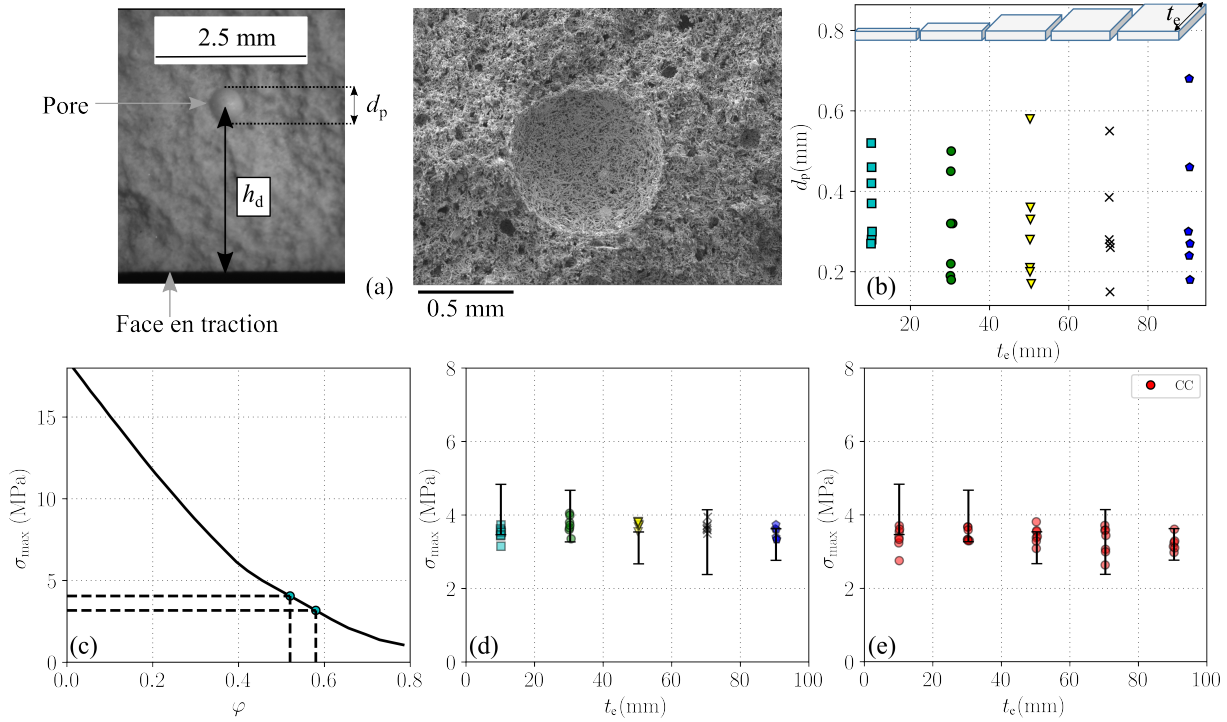 2.5 mm
Pore
d_p
h_d
Face en traction
(a)
0.5 mm
t_e
0.8
0.6
0.4
0.2
d_p(mm)
(b)
20 40 60 80
t_e(mm)
15
10
5
0
σ_max (MPa)
(c)
0.0 0.2 0.4 0.6 0.8
φ
8
6
4
2
0
σ_max (MPa)
(d)
0 20 40 60 80 100
t_e(mm)
8
6
4
2
0
σ_max (MPa)
CC
(e)
0 20 40 60 80 100
t_e(mm)